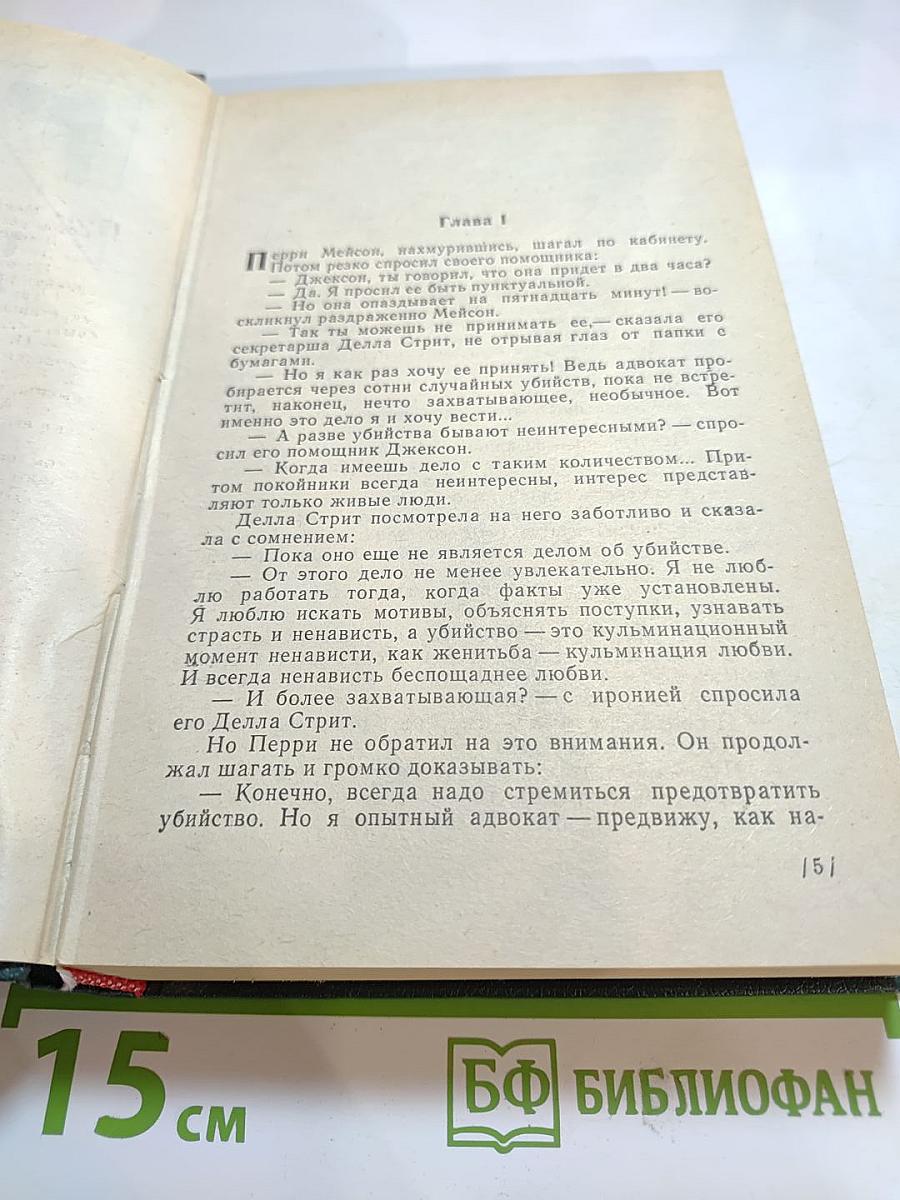 Глава I
Перри Мейсон, нахмурившись, шагал по кабинету.
Потом резко спросил своего помощника:
— Джексон, ты говорил, что она придет в два часа?
— Да. Я просил ее быть пунктуальной.
— Но она опаздывает на пятнадцать минут! — во-
скликнул раздраженно Мейсон.
— Так ты можешь не принимать ее,— сказала его
секретарша Делла Стрит, не отрывая глаз от папки с
бумагами.
— Но я как раз хочу ее принять! Ведь адвокат про-
бирается через сотни случайных убийств, пока не встре-
тит, наконец, нечто захватывающее, необычное. Вот
именно это дело я и хочу вести...
— А разве убийства бывают неинтересными? — спро-
сил его помощник Джексон.
— Когда имеешь дело с таким количеством... При-
том покойники всегда неинтересны, интерес представ-
ляют только живые люди.
Делла Стрит посмотрела на него заботливо и сказа-
ла с сомнением:
— Пока оно еще не является делом об убийстве.
— От этого дело не менее увлекательно. Я не люб-
лю работать тогда, когда факты уже установлены.
Я люблю искать мотивы, объяснять поступки, узнавать
страсть и ненависть, а убийство — это кульминационный
момент ненависти, как женитьба — кульминация любви.
И всегда ненависть беспощаднее любви.
— И более захватывающая? — с иронией спросила
его Делла Стрит.
Но Перри не обратил на это внимания. Он продол-
жал шагать и громко доказывать:
— Конечно, всегда надо стремиться предотвратить
убийство. Но я опытный адвокат — предвижу, как на-
|5|
15 см
БФ БИБЛИОФАН